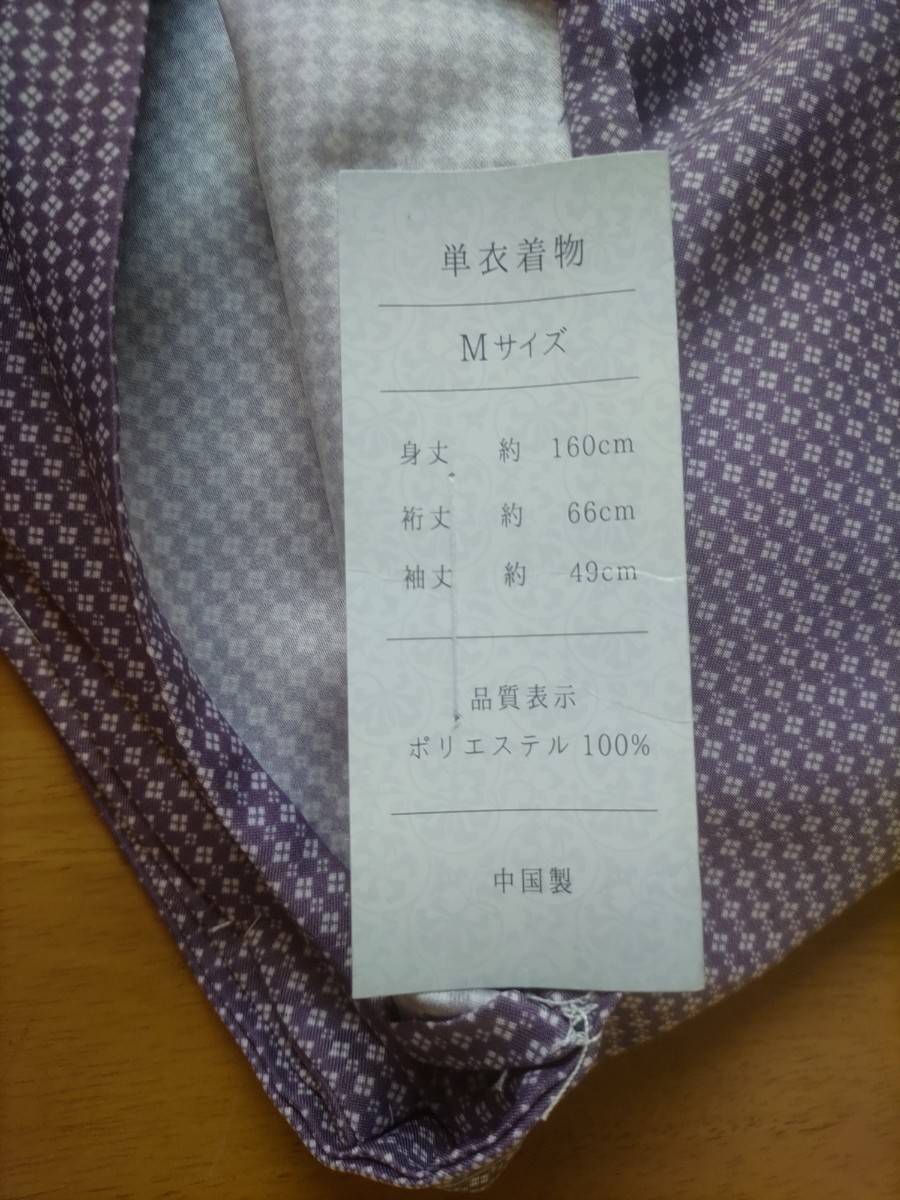 単衣着物
Mサイズ
身丈 約 160cm
裄丈 約 66cm
袖丈 約 49cm
品質表示
ポリエステル 100%
中国製